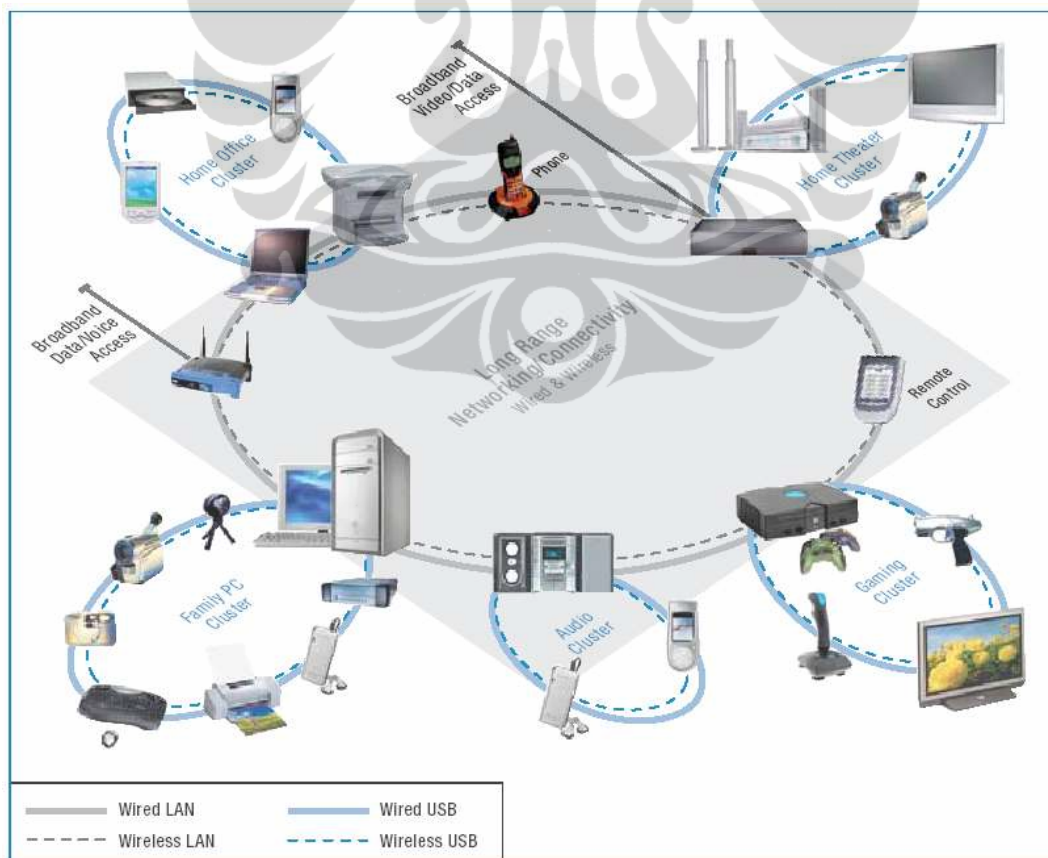 Broadband
Video/Data
Access
Home Office
Cluster
Phone
Home Theater
Cluster
Broadband
Data/Voice
Access
Long Range
Networking/Connectivity
Wired & Wireless
Remote
Control
Family PC
Cluster
Audio
Cluster
Gaming
Cluster
Wired LAN
Wired USB
Wireless LAN
Wireless USB